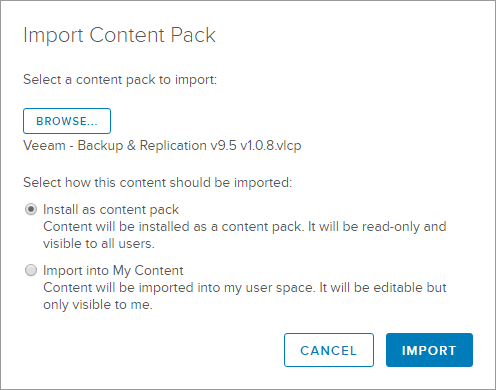 Import Content Pack
Select a content pack to import:
BROWSE...
Veeam - Backup & Replication v9.5 v1.0.8.vlcp
Select how this content should be imported:
Install as content pack
Content will be installed as a content pack. It will be read-only and
visible to all users.
Import into My Content
Content will be imported into my user space. It will be editable but
only visible to me.
CANCEL
IMPORT